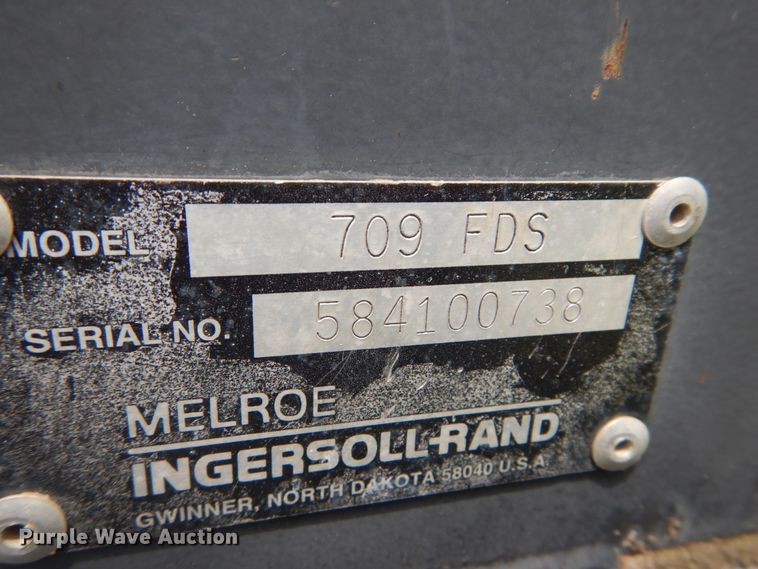 MODEL 709 FDS
SERIAL NO. 584100738
MELROE
INGERSOLL-RAND
GWINNER, NORTH DAKOTA 58040 U.S.A.
Purple Wave Auction